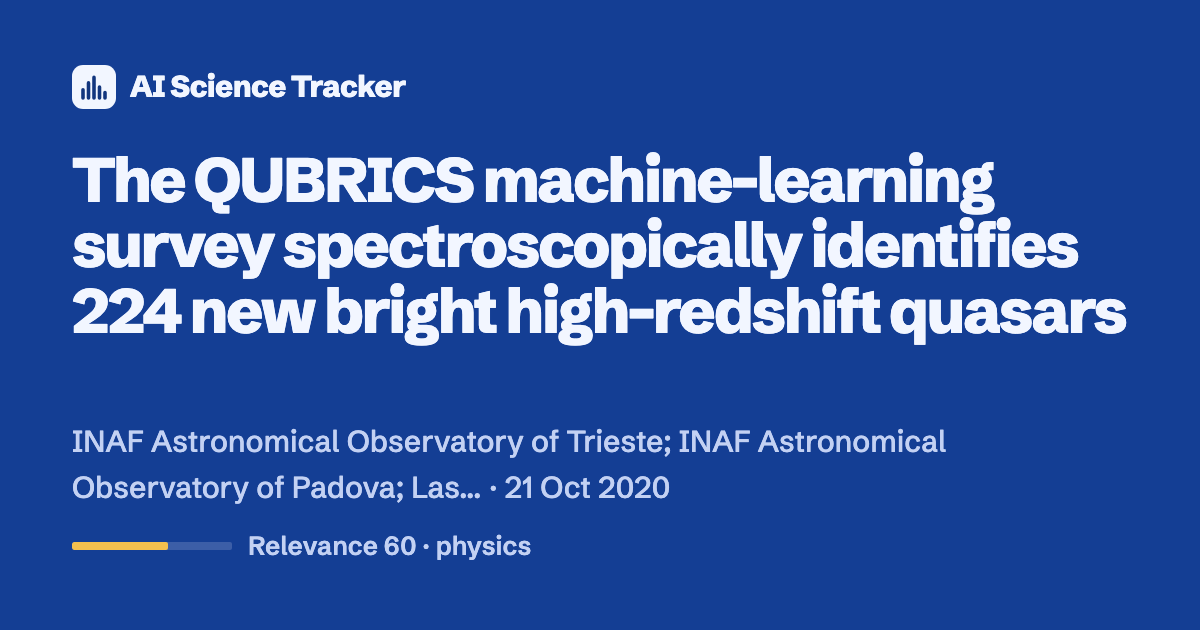 AI Science Tracker
The QUBRICS machine-learning
survey spectroscopically identifies
224 new bright high-redshift quasars
INAF Astronomical Observatory of Trieste; INAF Astronomical
Observatory of Padova; Las... · 21 Oct 2020
Relevance 60 · physics